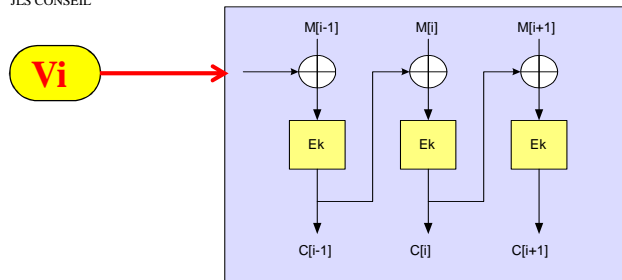 JLS CONSEIL
M[i-1] M[i] M[i+1]
Vi
Ek Ek Ek
C[i-1] C[i] C[i+1]